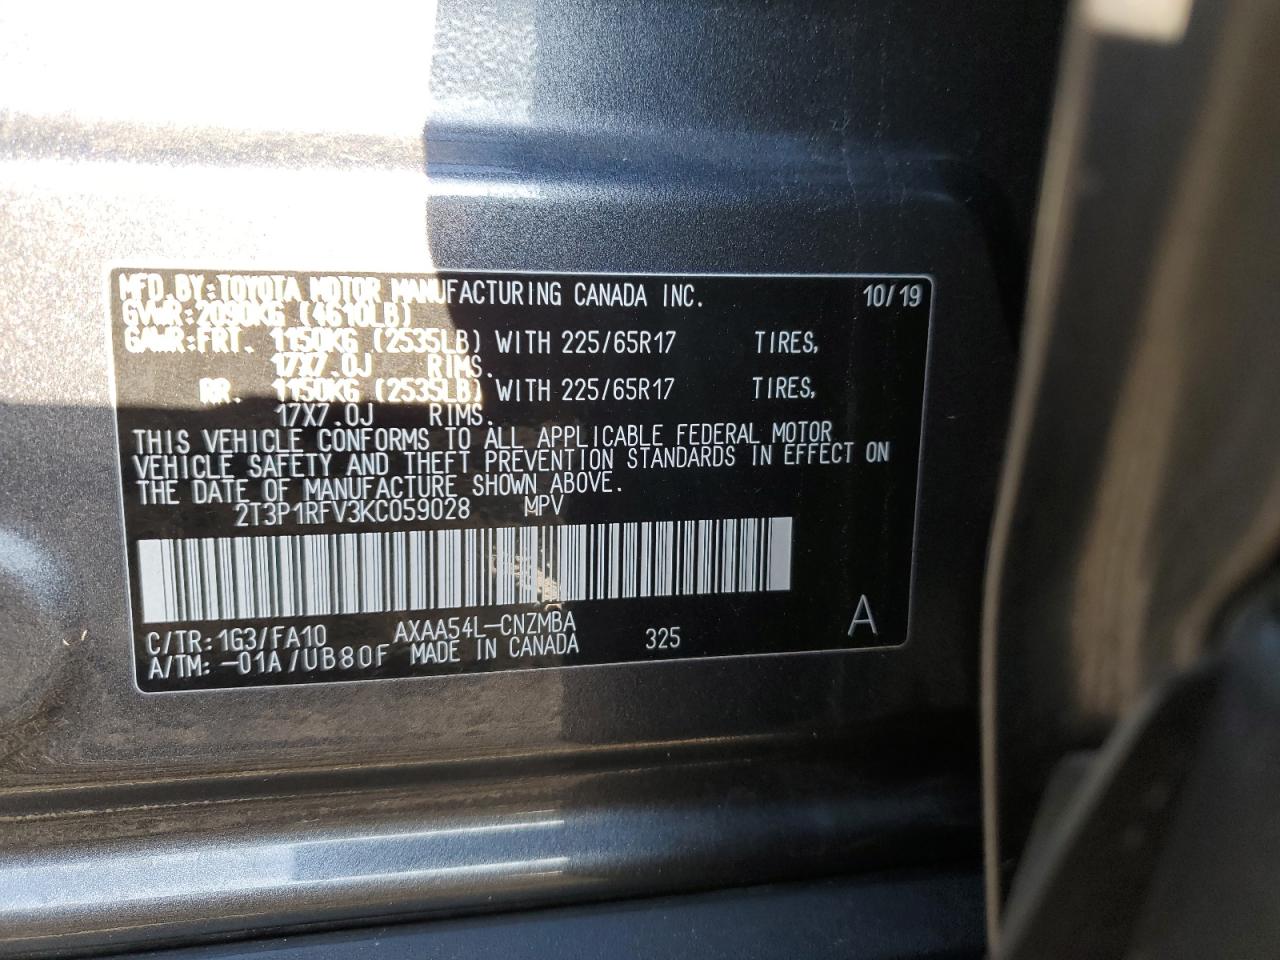 MFD. BY: TOYOTA MOTOR MANUFACTURING CANADA INC. 10/19
GVWR: 2090KG (4610LB)
GAWR: FRT. 1150KG (2535LB) WITH 225/65R17 TIRES,
17X7.0J RIMS.
RR. 1150KG (2535LB) WITH 225/65R17 TIRES,
17X7.0J RIMS.
THIS VEHICLE CONFORMS TO ALL APPLICABLE FEDERAL MOTOR
VEHICLE SAFETY AND THEFT PREVENTION STANDARDS IN EFFECT ON
THE DATE OF MANUFACTURE SHOWN ABOVE.
2T3P1RFV3KC059028 MPV
C/TR: 1G3/FA10 AXAA54L-CNZMBA 325 A
A/TM: -01A/UB80F MADE IN CANADA